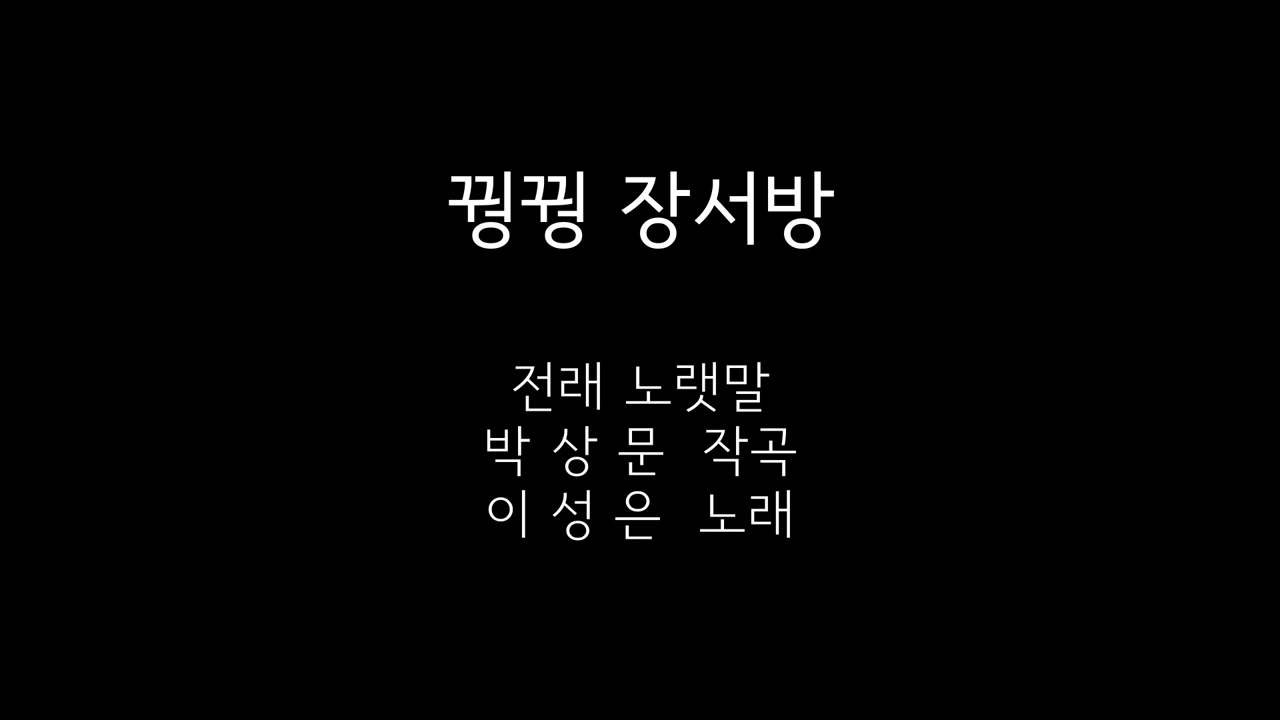 꿩꿩 장서방
전래 노랫말
박 상 문 작곡
이 성 은 노래